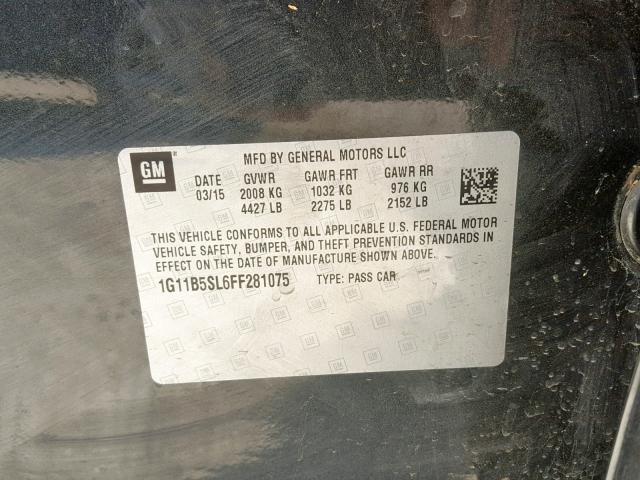 GM
MFD BY GENERAL MOTORS LLC
DATE GVWR GAWR FRT GAWR RR
03/15 2008 KG 1032 KG 976 KG
4427 LB 2275 LB 2152 LB
THIS VEHICLE CONFORMS TO ALL APPLICABLE U.S. FEDERAL MOTOR
VEHICLE SAFETY, BUMPER, AND THEFT PREVENTION STANDARDS IN
EFFECT ON THE DATE OF MANUFACTURE SHOWN ABOVE.
1G11B5SL6FF281075 TYPE: PASS CAR